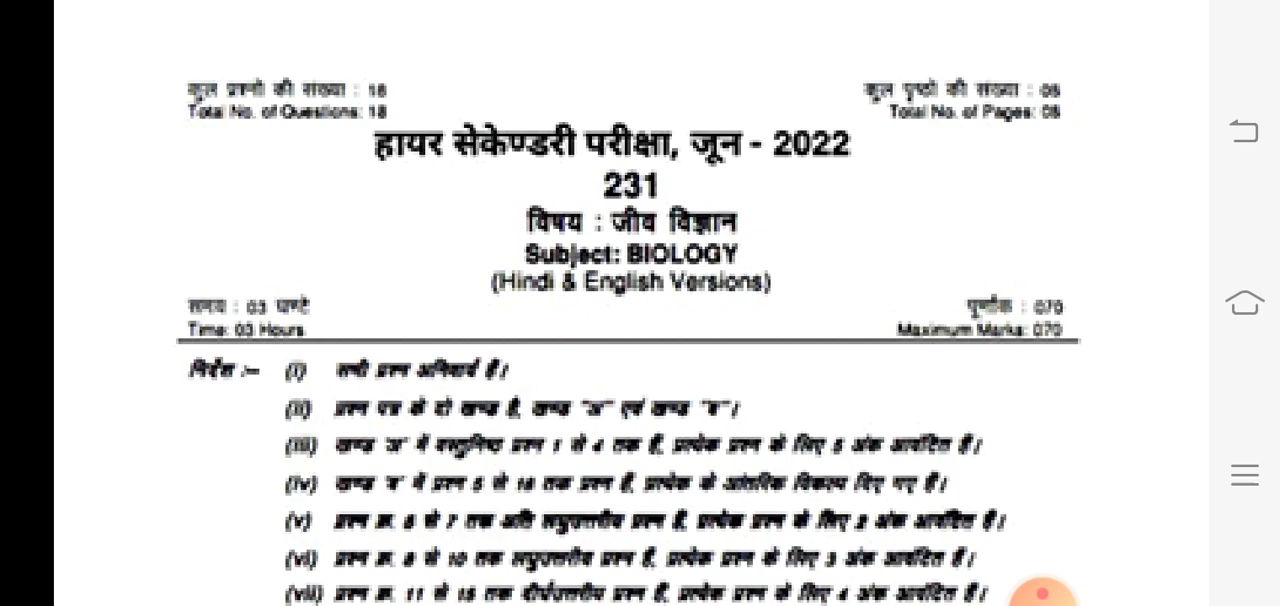 कुल प्रश्नों की संख्या : 18
कुल पृष्ठों की संख्या : 08
Total No. of Questions: 18
Total No. of Pages: 08
हायर सेकेण्डरी परीक्षा, जून - 2022
231
विषय : जीव विज्ञान
Subject: BIOLOGY
(Hindi & English Versions)
समय : 03 घण्टे
पूर्णांक : 070
Time: 03 Hours
Maximum Marks: 070
निर्देश :-- (i) सभी प्रश्न अनिवार्य हैं।
(ii) प्रश्न पत्र के दो खण्ड हैं, खण्ड "अ" एवं खण्ड "ब"।
(iii) खण्ड 'अ' में वस्तुनिष्ठ प्रश्न 1 से 4 तक हैं, प्रत्येक प्रश्न के लिए 5 अंक आवंटित हैं।
(iv) खण्ड 'ब' में प्रश्न 5 से 18 तक प्रश्न हैं, प्रत्येक के आंतरिक विकल्प दिए गए हैं।
(v) प्रश्न क्र. 5 से 7 तक अति लघुउत्तरीय प्रश्न हैं, प्रत्येक प्रश्न के लिए 2 अंक आवंटित हैं।
(vi) प्रश्न क्र. 8 से 10 तक लघुउत्तरीय प्रश्न हैं, प्रत्येक प्रश्न के लिए 3 अंक आवंटित हैं।
(vii) प्रश्न क्र. 11 से 15 तक दीर्घउत्तरीय प्रश्न हैं, प्रत्येक प्रश्न के लिए 4 अंक आवंटित हैं।